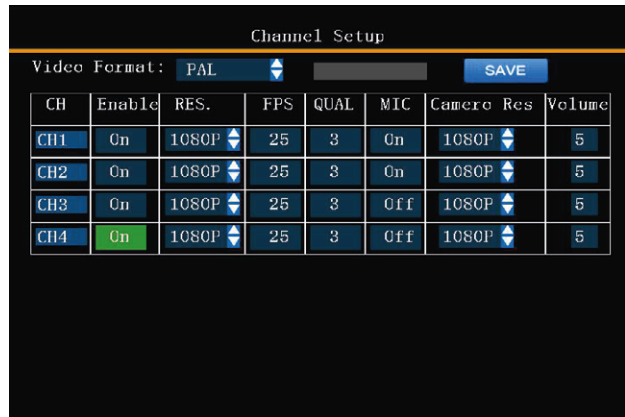 Channel Setup
Video Format: PAL SAVE
CH Enable RES. FPS QUAL MIC Camero Res Volume
CH1 On 1080P 25 3 On 1080P 5
CH2 On 1080P 25 3 On 1080P 5
CH3 On 1080P 25 3 Off 1080P 5
CH4 On 1080P 25 3 Off 1080P 5